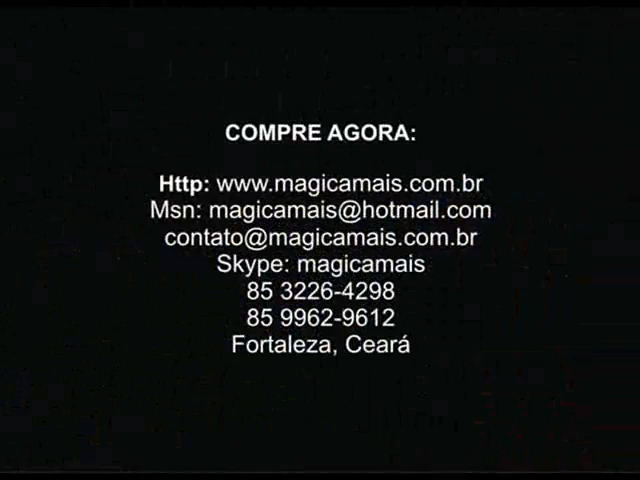 COMPRE AGORA:
Http: www.magicamais.com.br
Msn: magicamais@hotmail.com
contato@magicamais.com.br
Skype: magicamais
85 3226-4298
85 9962-9612
Fortaleza, Ceará